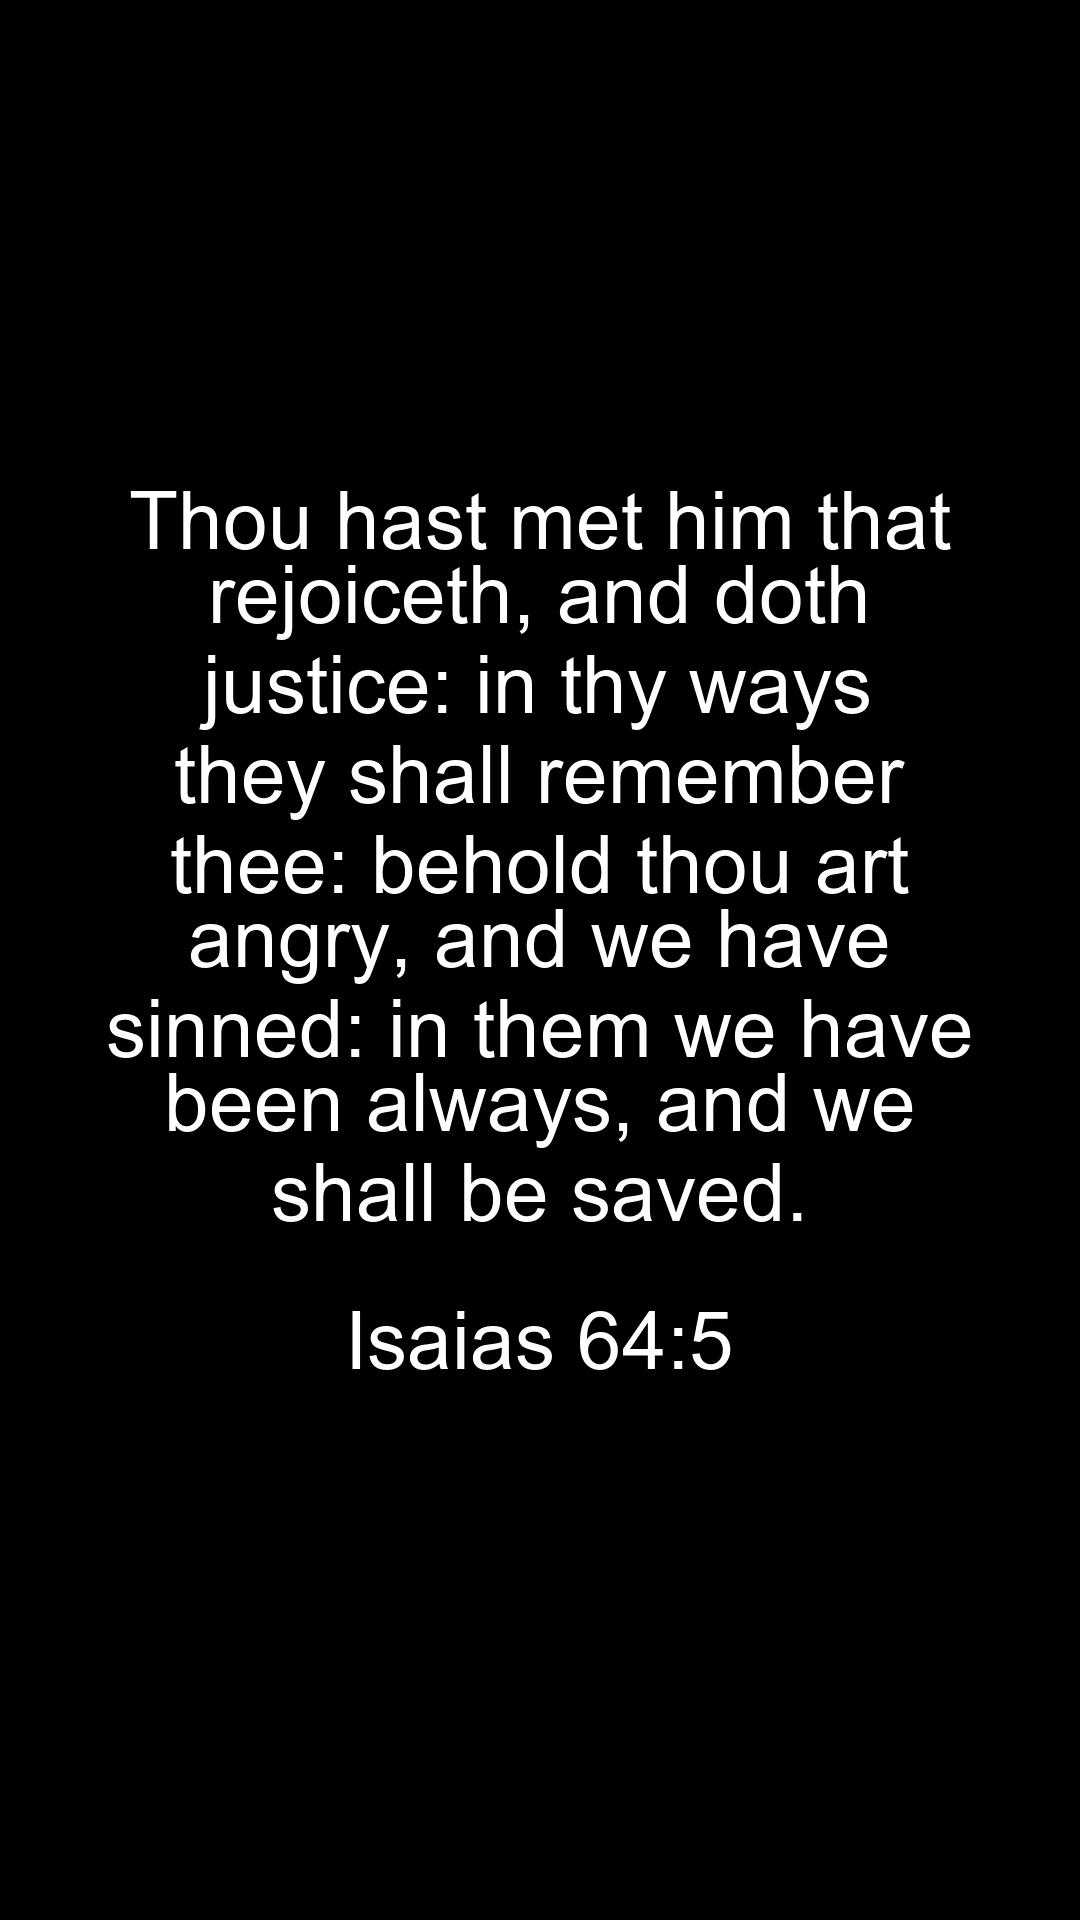 Thou hast met him that
rejoiceth, and doth
justice: in thy ways
they shall remember
thee: behold thou art
angry, and we have
sinned: in them we have
been always, and we
shall be saved.
Isaias 64:5